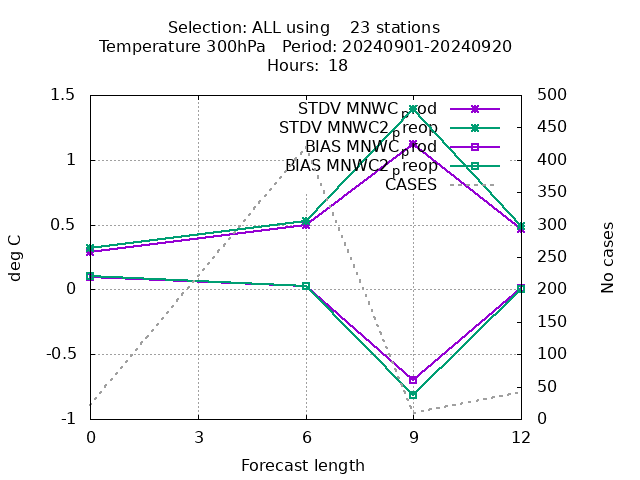 Selection: ALL using 23 stations
Temperature 300hPa Period: 20240901-20240920
Hours: 18
1.5
1
0.5
0
-0.5
-1
500
450
400
350
300
250
200
150
100
50
0
STDV MNWC_prod
STDV MNWC2_preop
BIAS MNWC_prod
BIAS MNWC2_preop
CASES
deg C
No cases
0 3 6 9 12
Forecast length